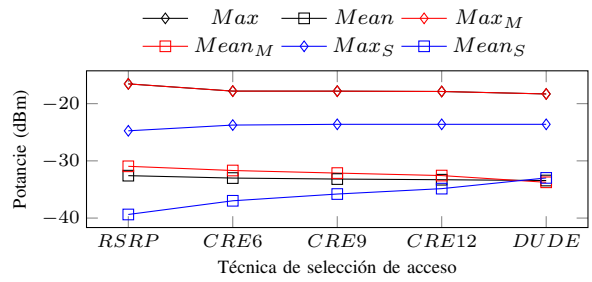 Max Mean Max_M
Mean_M Max_S Mean_S
−20
−30
−40
Potancie (dBm)
RSRP CRE6 CRE9 CRE12 DUDE
Técnica de selección de acceso